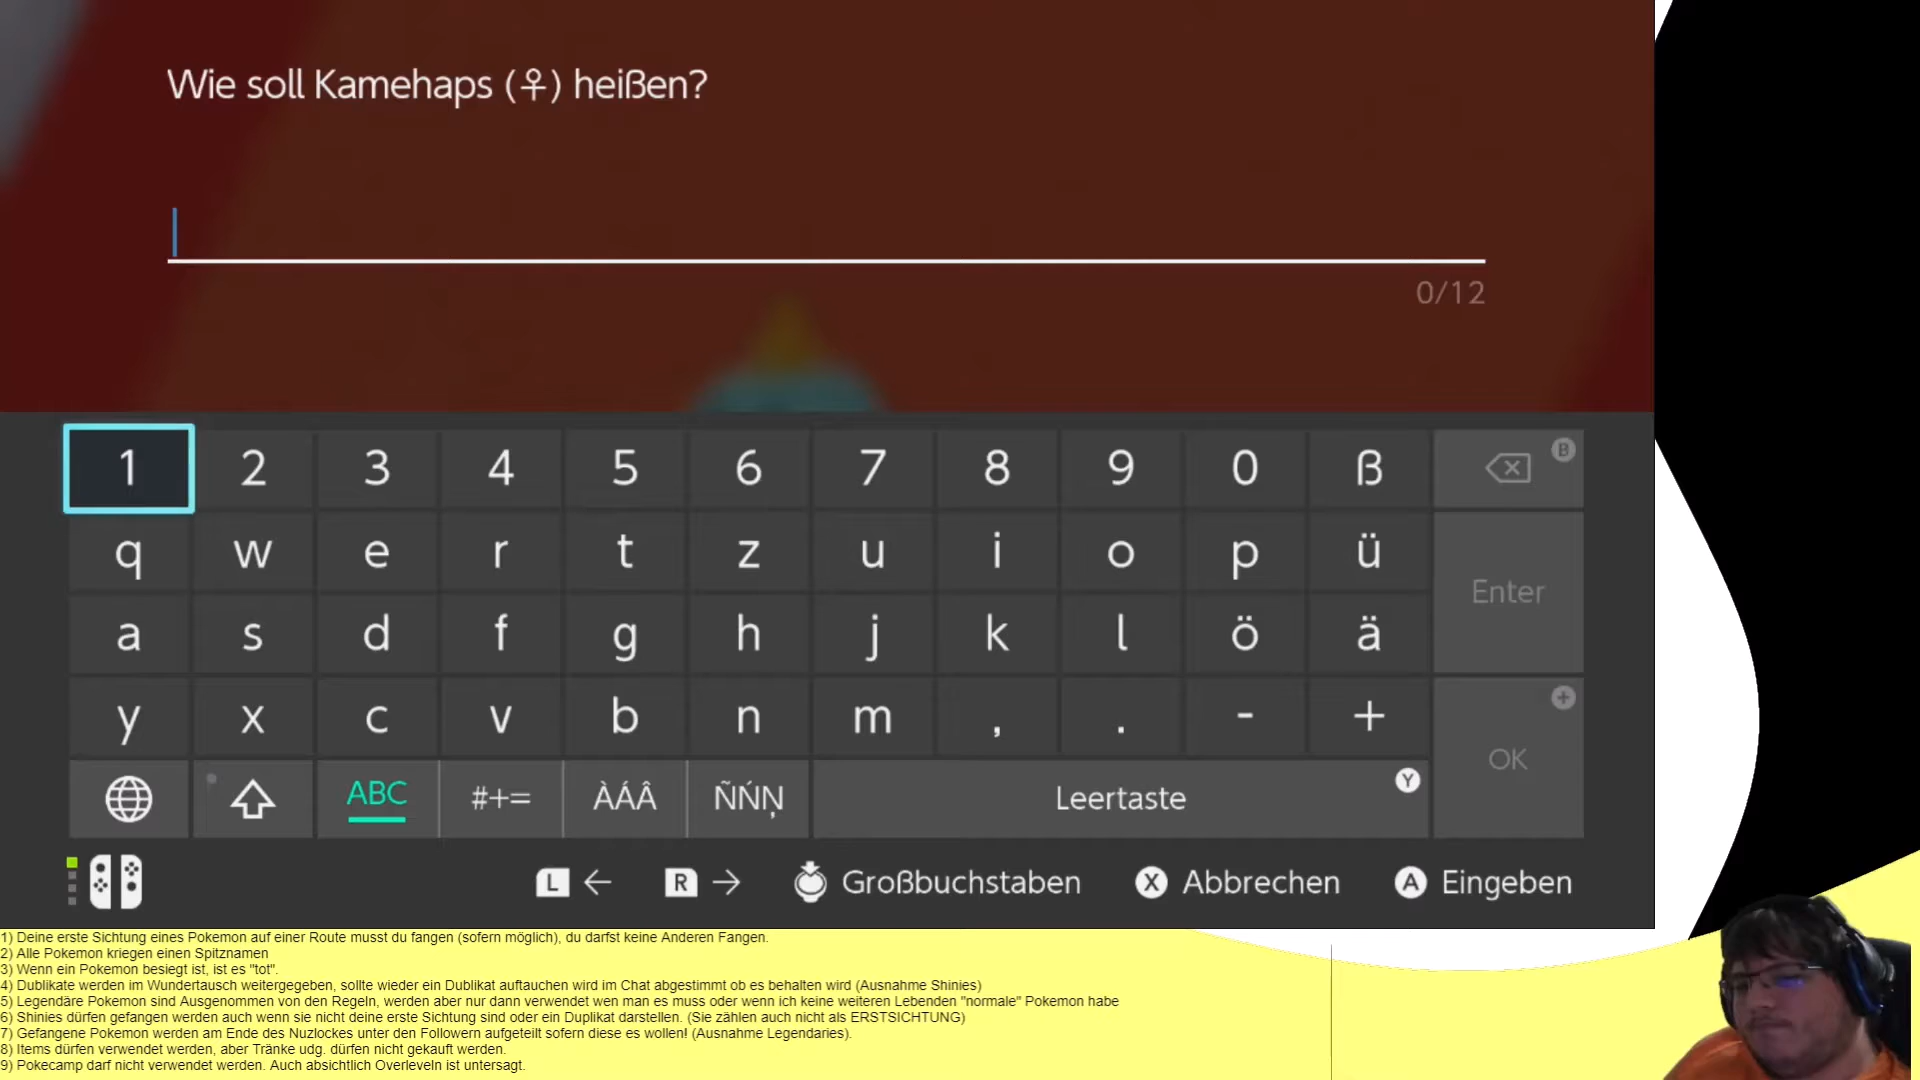 Wie soll Kamehaps (♀) heißen?
0/12
1 2 3 4 5 6 7 8 9 0 ß B
q w e r t z u i o p ü Enter
a s d f g h j k l ö ä
y x c v b n m , . - + OK
ABC #+= ÀÁÂ ÑŃŅ Leertaste Y
L ← R → Großbuchstaben X Abbrechen A Eingeben
1) Deine erste Sichtung eines Pokemon auf einer Route musst du fangen (sofern möglich), du darfst keine Anderen Fangen.
2) Alle Pokemon kriegen einen Spitznamen
3) Wenn ein Pokemon besiegt ist, ist es "tot".
4) Dublikate werden im Wundertausch weitergegeben, sollte wieder ein Dublikat auftauchen wird im Chat abgestimmt ob es behalten wird (Ausnahme Shinies)
5) Legendäre Pokemon sind Ausgenommen von den Regeln, werden aber nur dann verwendet wen man es muss oder wenn ich keine weiteren Lebenden "normale" Pokemon habe
6) Shinies dürfen gefangen werden auch wenn sie nicht deine erste Sichtung sind oder ein Duplikat darstellen. (Sie zählen auch nicht als ERSTSICHTUNG)
7) Gefangene Pokemon werden am Ende des Nuzlockes unter den Followern aufgeteilt sofern diese es wollen! (Ausnahme Legendaries).
8) Items dürfen verwendet werden, aber Tränke udg. dürfen nicht gekauft werden.
9) Pokecamp darf nicht verwendet werden. Auch absichtlich Overleveln ist untersagt.